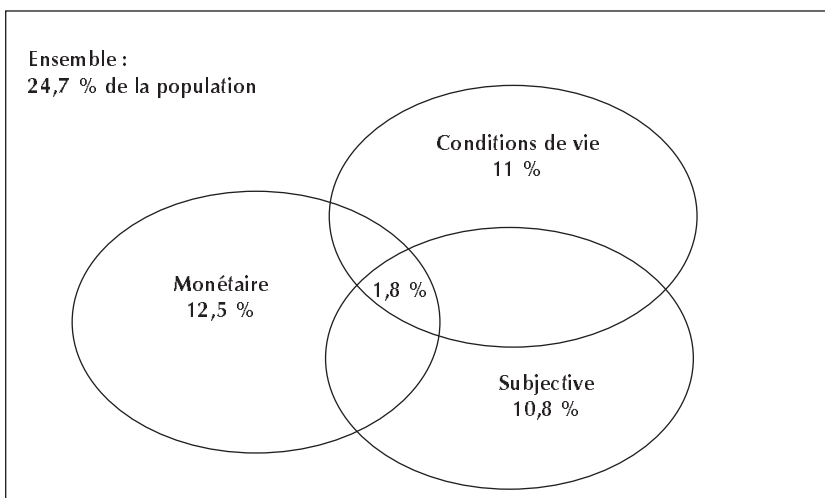 Ensemble :
24,7 % de la population
Conditions de vie
11 %
Monétaire
12,5 %
1,8 %
Subjective
10,8 %